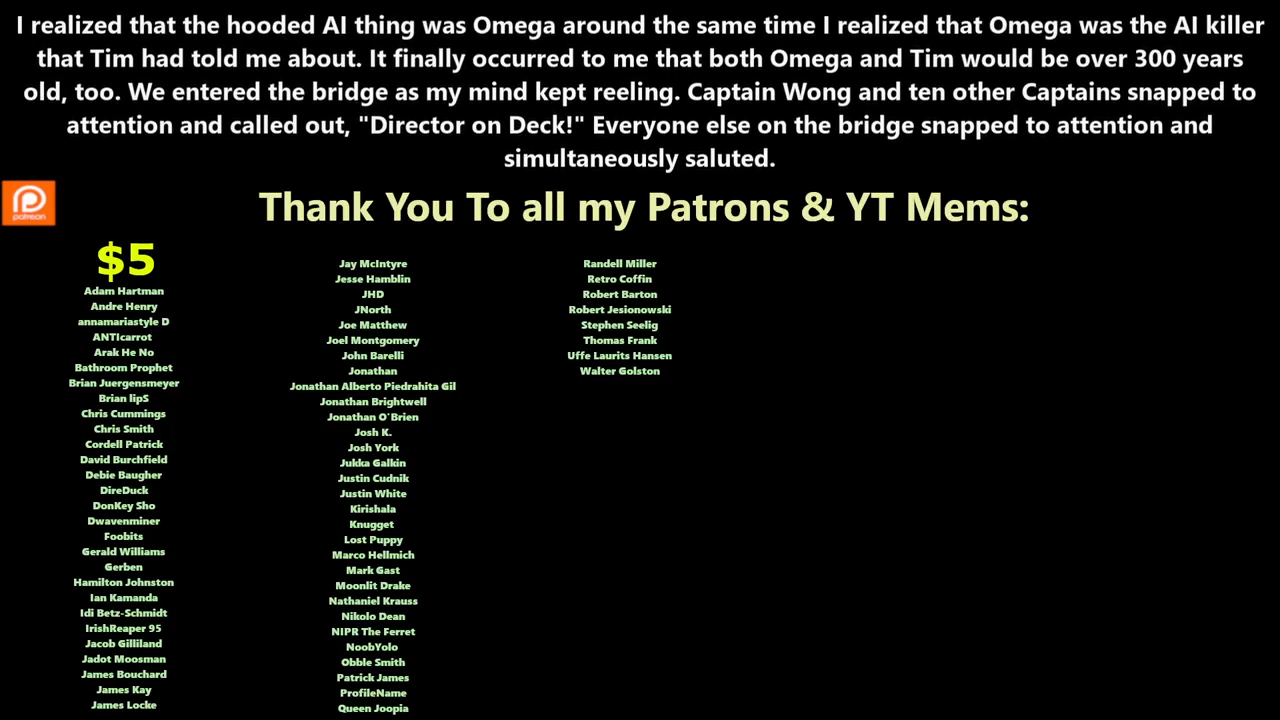 I realized that the hooded AI thing was Omega around the same time I realized that Omega was the AI killer
that Tim had told me about. It finally occurred to me that both Omega and Tim would be over 300 years
old, too. We entered the bridge as my mind kept reeling. Captain Wong and ten other Captains snapped to
attention and called out, "Director on Deck!" Everyone else on the bridge snapped to attention and
simultaneously saluted.
patreon
Thank You To all my Patrons & YT Mems:
$5
Adam Hartman
Andre Henry
annamariastyle D
ANTIcarrot
Arak He No
Bathroom Prophet
Brian Juergensmeyer
Brian lipS
Chris Cummings
Chris Smith
Cordell Patrick
David Burchfield
Debie Baugher
DireDuck
DonKey Sho
Dwavenminer
Foobits
Gerald Williams
Gerben
Hamilton Johnston
Ian Kamanda
Idi Betz-Schmidt
IrishReaper 95
Jacob Gilliland
Jadot Moosman
James Bouchard
James Kay
James Locke
Jay McIntyre
Jesse Hamblin
JHD
JNorth
Joe Matthew
Joel Montgomery
John Barelli
Jonathan
Jonathan Alberto Piedrahita Gil
Jonathan Brightwell
Jonathan O'Brien
Josh K.
Josh York
Jukka Galkin
Justin Cudnik
Justin White
Kirishala
Knugget
Lost Puppy
Marco Hellmich
Mark Gast
Moonlit Drake
Nathaniel Krauss
Nikolo Dean
NIPR The Ferret
NoobYolo
Obble Smith
Patrick James
ProfileName
Queen Joopia
Randell Miller
Retro Coffin
Robert Barton
Robert Jesionowski
Stephen Seelig
Thomas Frank
Uffe Laurits Hansen
Walter Golston